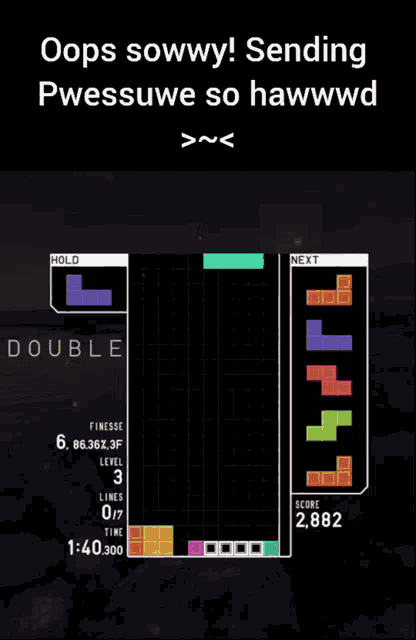 Oops sowwy! Sending
Pwessuwe so hawwwd
>~<
HOLD
NEXT
DOUBLE
FINESSE
6, 86.36%,3F
LEVEL
3
LINES
0/7
TIME
1:40.300
SCORE
2,882